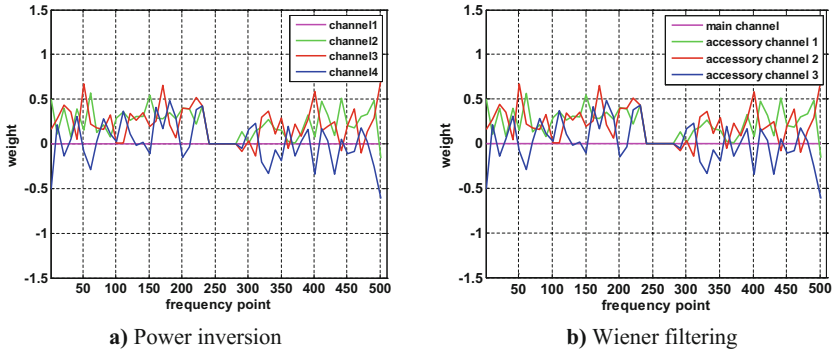 1.5
1
0.5
0
-0.5
-1
-1.5
weight
50 100 150 200 250 300 350 400 450 500
frequency point
channel1
channel2
channel3
channel4
a) Power inversion
1.5
1
0.5
0
-0.5
-1
-1.5
weight
50 100 150 200 250 300 350 400 450 500
frequency point
main channel
accessory channel 1
accessory channel 2
accessory channel 3
b) Wiener filtering